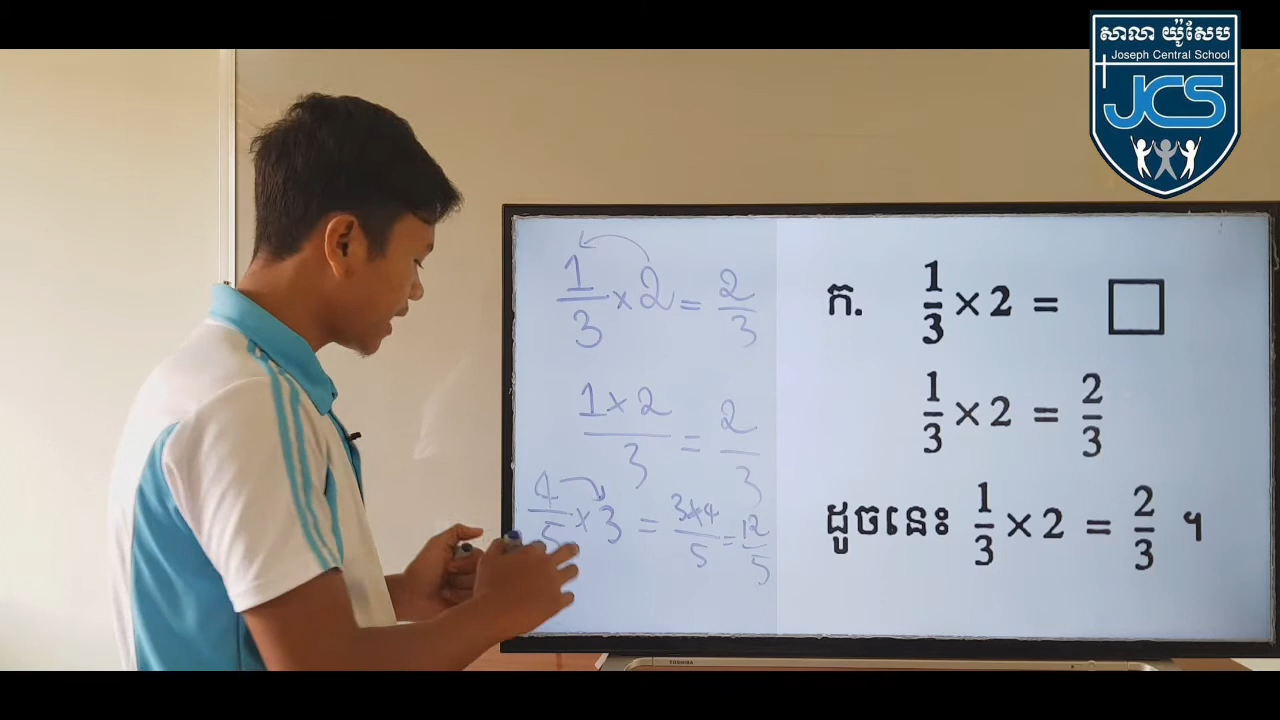 សាលា យ៉ូសែប
Joseph Central School
JCS
1/3 × 2 = 2/3
1 × 2/3 = 2/3
4/5 × 3 = 3×4/5 = 12/5
ក. 1/3 × 2 = □
1/3 × 2 = 2/3
ដូចនេះ 1/3 × 2 = 2/3 ។
TOSHIBA